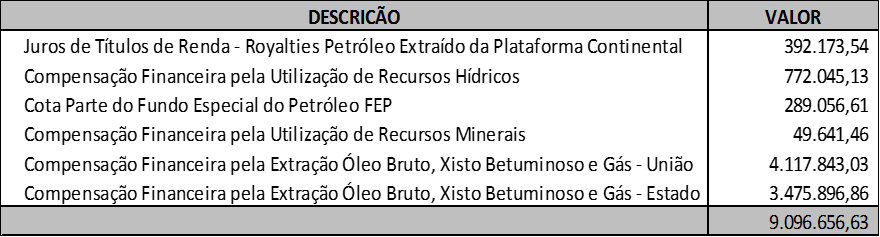 DESCRICÃO VALOR
Juros de Títulos de Renda - Royalties Petróleo Extraído da Plataforma Continental 392.173,54
Compensação Financeira pela Utilização de Recursos Hídricos 772.045,13
Cota Parte do Fundo Especial do Petróleo FEP 289.056,61
Compensação Financeira pela Utilização de Recursos Minerais 49.641,46
Compensação Financeira pela Extração Óleo Bruto, Xisto Betuminoso e Gás - União 4.117.843,03
Compensação Financeira pela Extração Óleo Bruto, Xisto Betuminoso e Gás - Estado 3.475.896,86
9.096.656,63